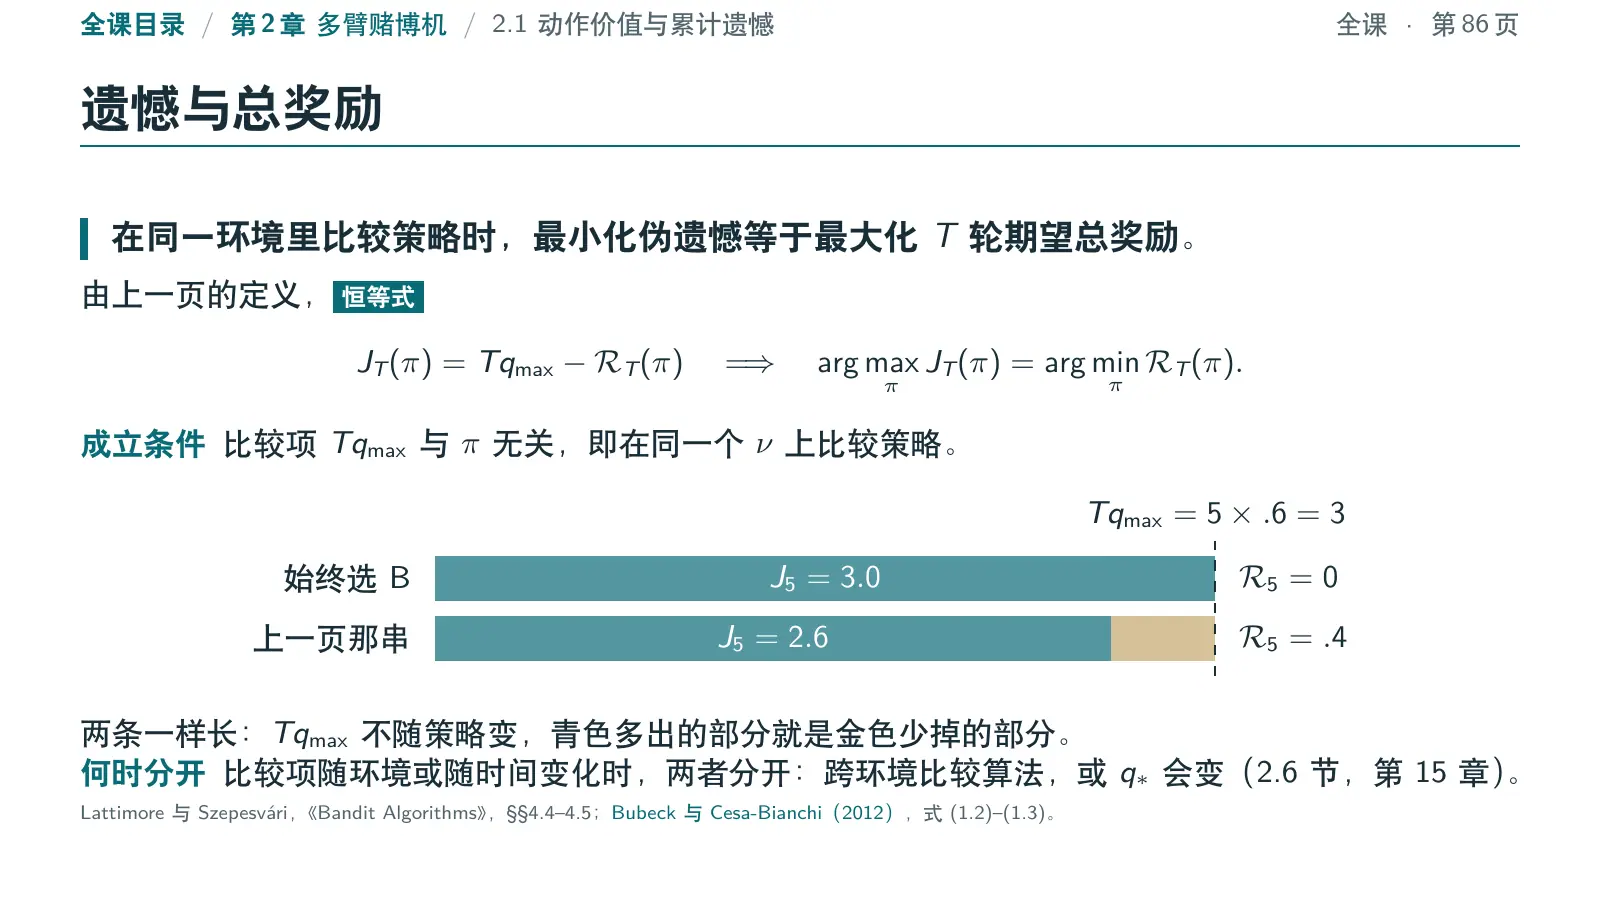 全课目录 / 第2章 多臂赌博机 / 2.1 动作价值与累计遗憾
全课 · 第86页
遗憾与总奖励
在同一环境里比较策略时，最小化伪遗憾等于最大化 T 轮期望总奖励。
由上一页的定义， 恒等式
J_T(π) = Tq_max − ℛ_T(π) ⟹ arg max_π J_T(π) = arg min_π ℛ_T(π).
成立条件 比较项 Tq_max 与 π 无关，即在同一个 ν 上比较策略。
Tq_max = 5 × .6 = 3
始终选 B J₅ = 3.0 ℛ₅ = 0
上一页那串 J₅ = 2.6 ℛ₅ = .4
两条一样长：Tq_max 不随策略变，青色多出的部分就是金色少掉的部分。
何时分开 比较项随环境或随时间变化时，两者分开：跨环境比较算法，或 q_* 会变（2.6 节，第 15 章）。
Lattimore 与 Szepesvári，《Bandit Algorithms》，§§4.4–4.5；Bubeck 与 Cesa-Bianchi（2012），式 (1.2)–(1.3)。